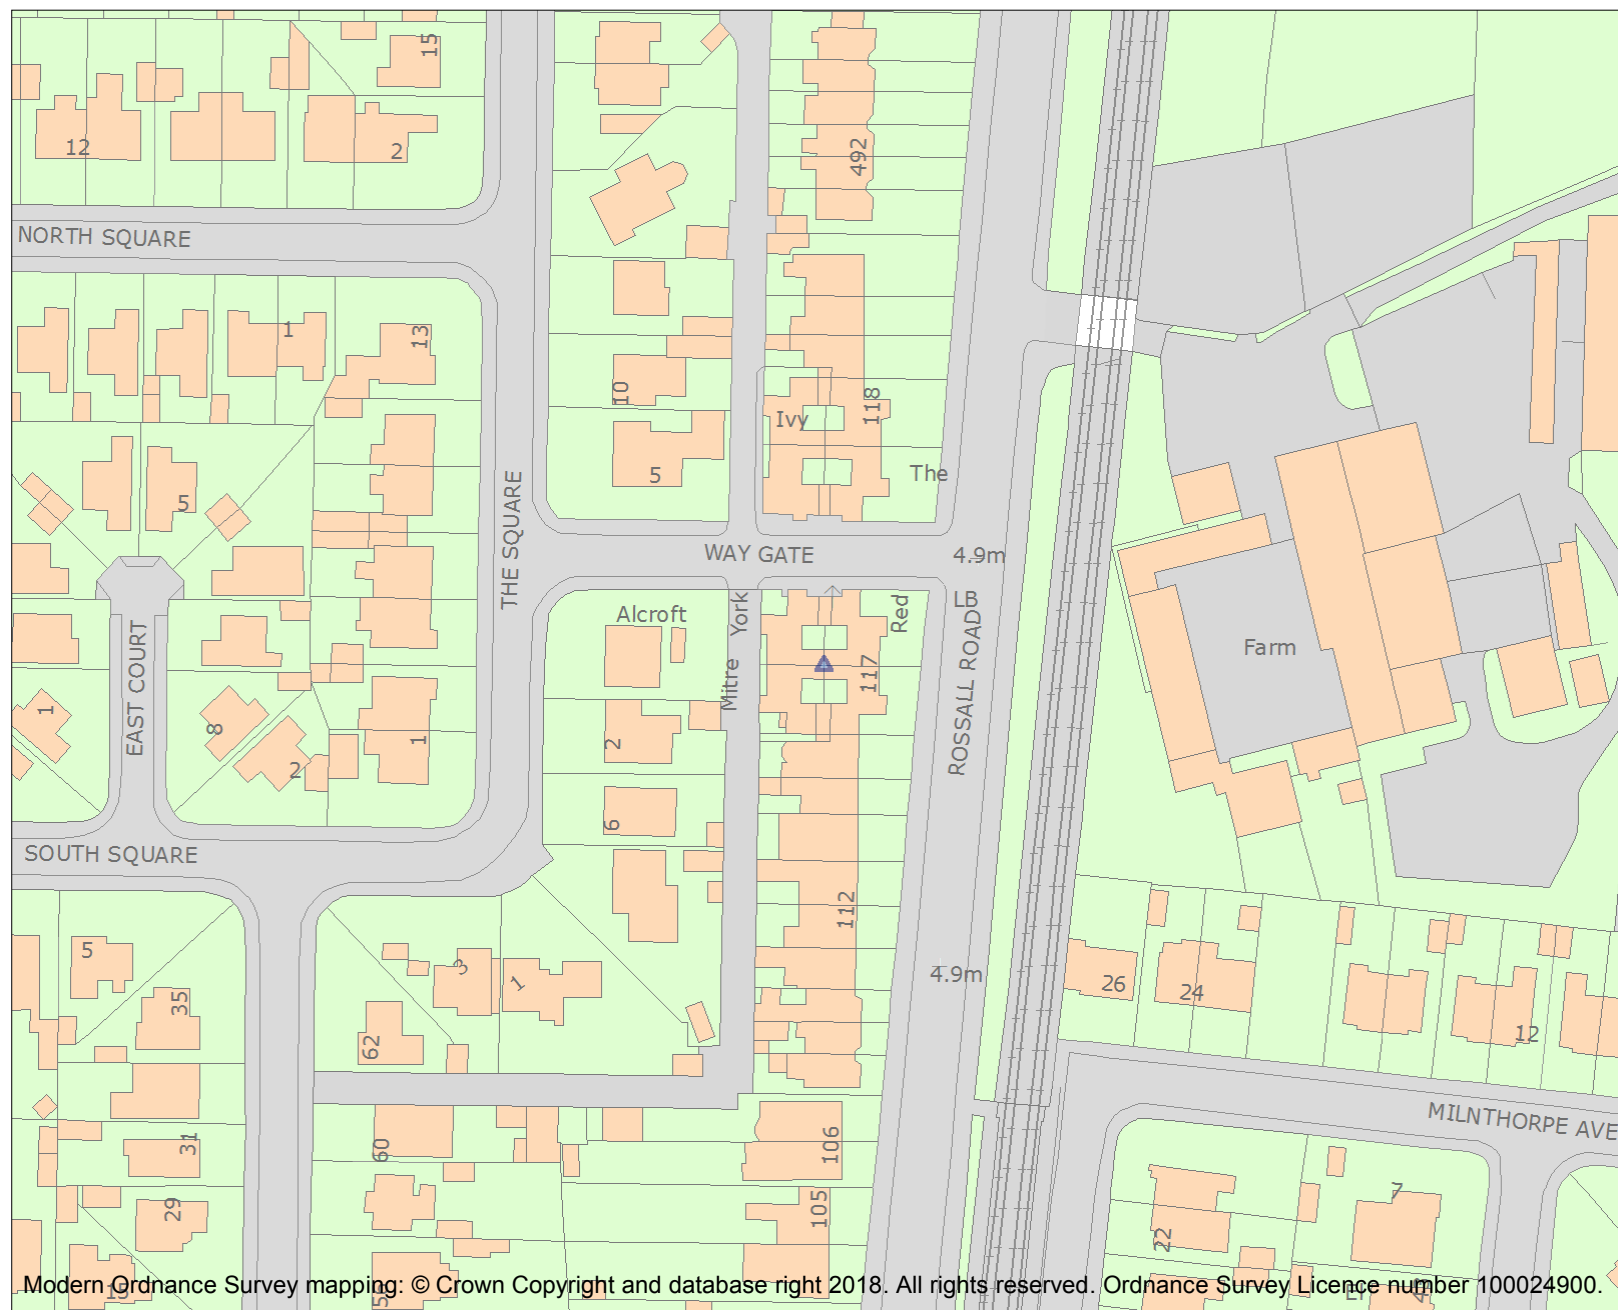 15
12
2
492
NORTH SQUARE
1
13
10
118
Ivy
5
The
5
THE SQUARE
WAY GATE
4.9m
Alcroft
York
Red
LB
Farm
EAST COURT
Mitre
117
ROSSALL ROAD
1
8
2
1
2
6
SOUTH SQUARE
112
5
3
1
4.9m
26
24
35
62
12
MILNTHORPE AVE
31
60
106
29
105
7
22
Modern Ordnance Survey mapping: © Crown Copyright and database right 2018. All rights reserved. Ordnance Survey Licence number 100024900.